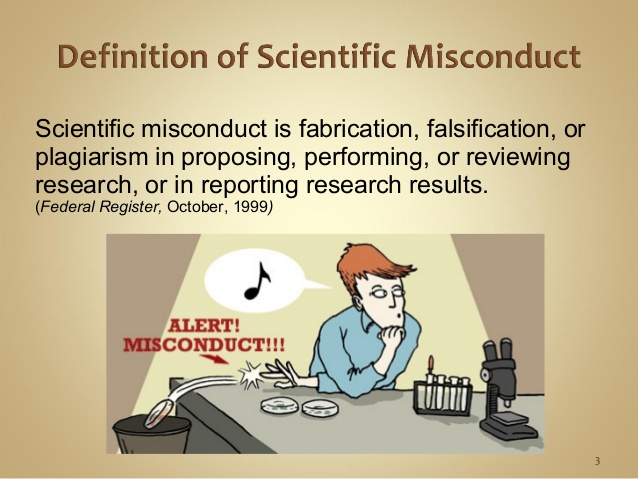 Definition of Scientific Misconduct
Scientific misconduct is fabrication, falsification, or
plagiarism in proposing, performing, or reviewing
research, or in reporting research results.
(Federal Register, October, 1999)
ALERT!
MISCONDUCT!!!
3